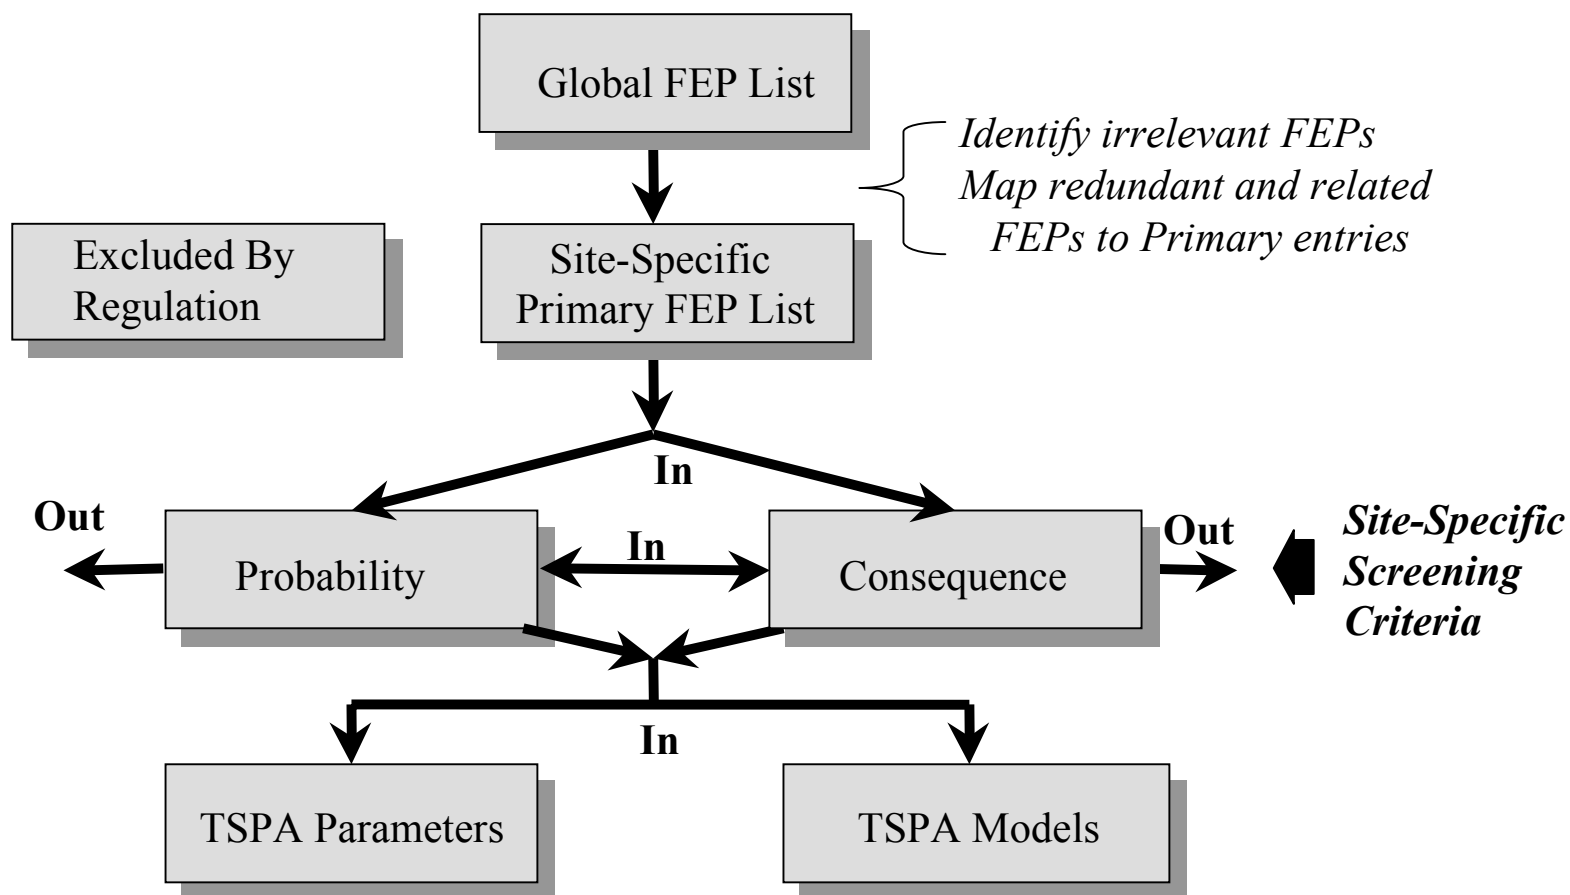 Global FEP List
Identify irrelevant FEPs
Map redundant and related
FEPs to Primary entries
Excluded By
Regulation
Site-Specific
Primary FEP List
In
Out
Probability
In
Consequence
Out
Site-Specific
Screening
Criteria
In
TSPA Parameters
TSPA Models